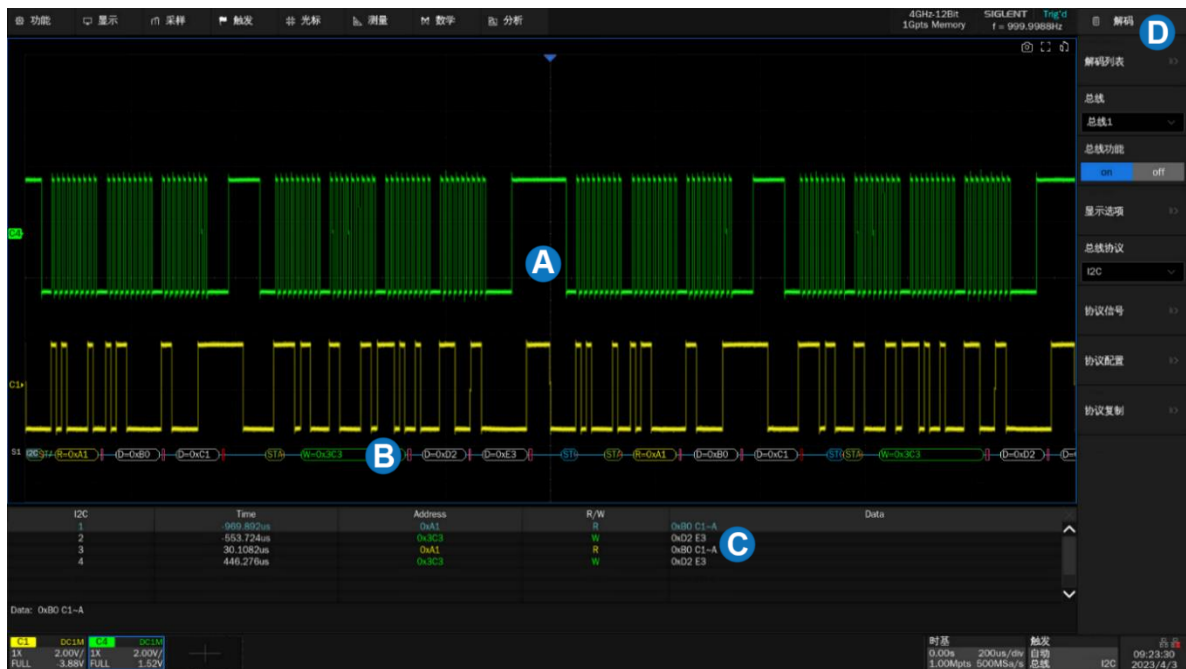 功能 显示 采样 触发 光标 测量 数学 分析
4GHz-12Bit
1Gpts Memory
SIGLENT Trig'd
f = 999.9988Hz
解码
D
解码列表
总线
总线1
总线功能
on off
显示选项
总线协议
I2C
协议信号
协议配置
协议复制
C4
A
C1
S1 I2C STA R=0xA1 D=0xB0 D=0xC1 STA W=0x3C3 B D=0xD2 D=0xE3 STA R=0xA1 D=0xB0 D=0xC1 STA W=0x3C3 D=0xD2
I2C Time Address R/W Data
1 -969.892us 0xA1 R 0xB0 C1~A
2 -553.724us 0x3C3 W 0xD2 E3
3 30.1082us 0xA1 R 0xB0 C1~A
4 446.276us 0x3C3 W 0xD2 E3
C
Data: 0xB0 C1~A
C1 DC1M
1X 2.00V/
FULL -3.88V
C4 DC1M
1X 2.00V/
FULL 1.52V
时基
0.00s 200us/div
1.00Mpts 500MSa/s
触发
自动
总线 I2C
09:23:30
2023/4/3